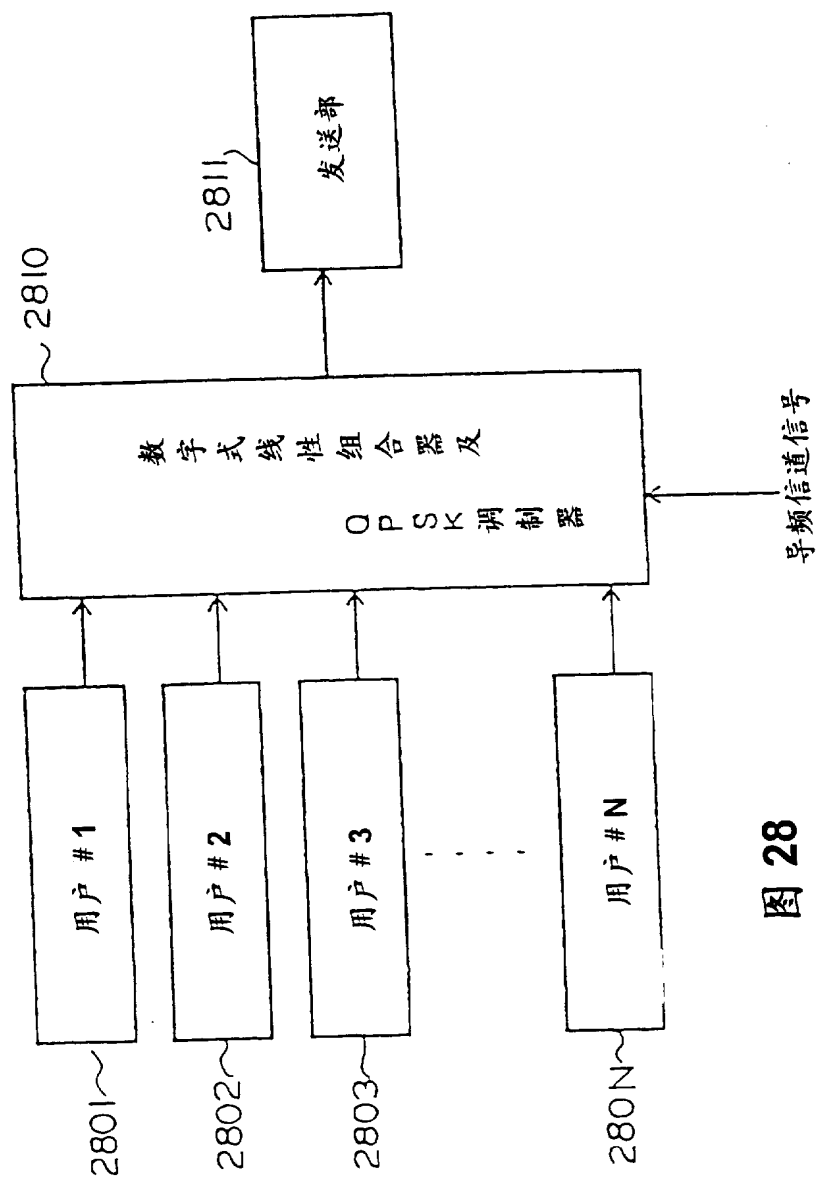 2801
用户 #1
2802
用户 #2
2803
用户 #3
280N
用户 #N
2810
数字式线性组合器及
QPSK调制器
导频信道信号
2811
发送部
图 28